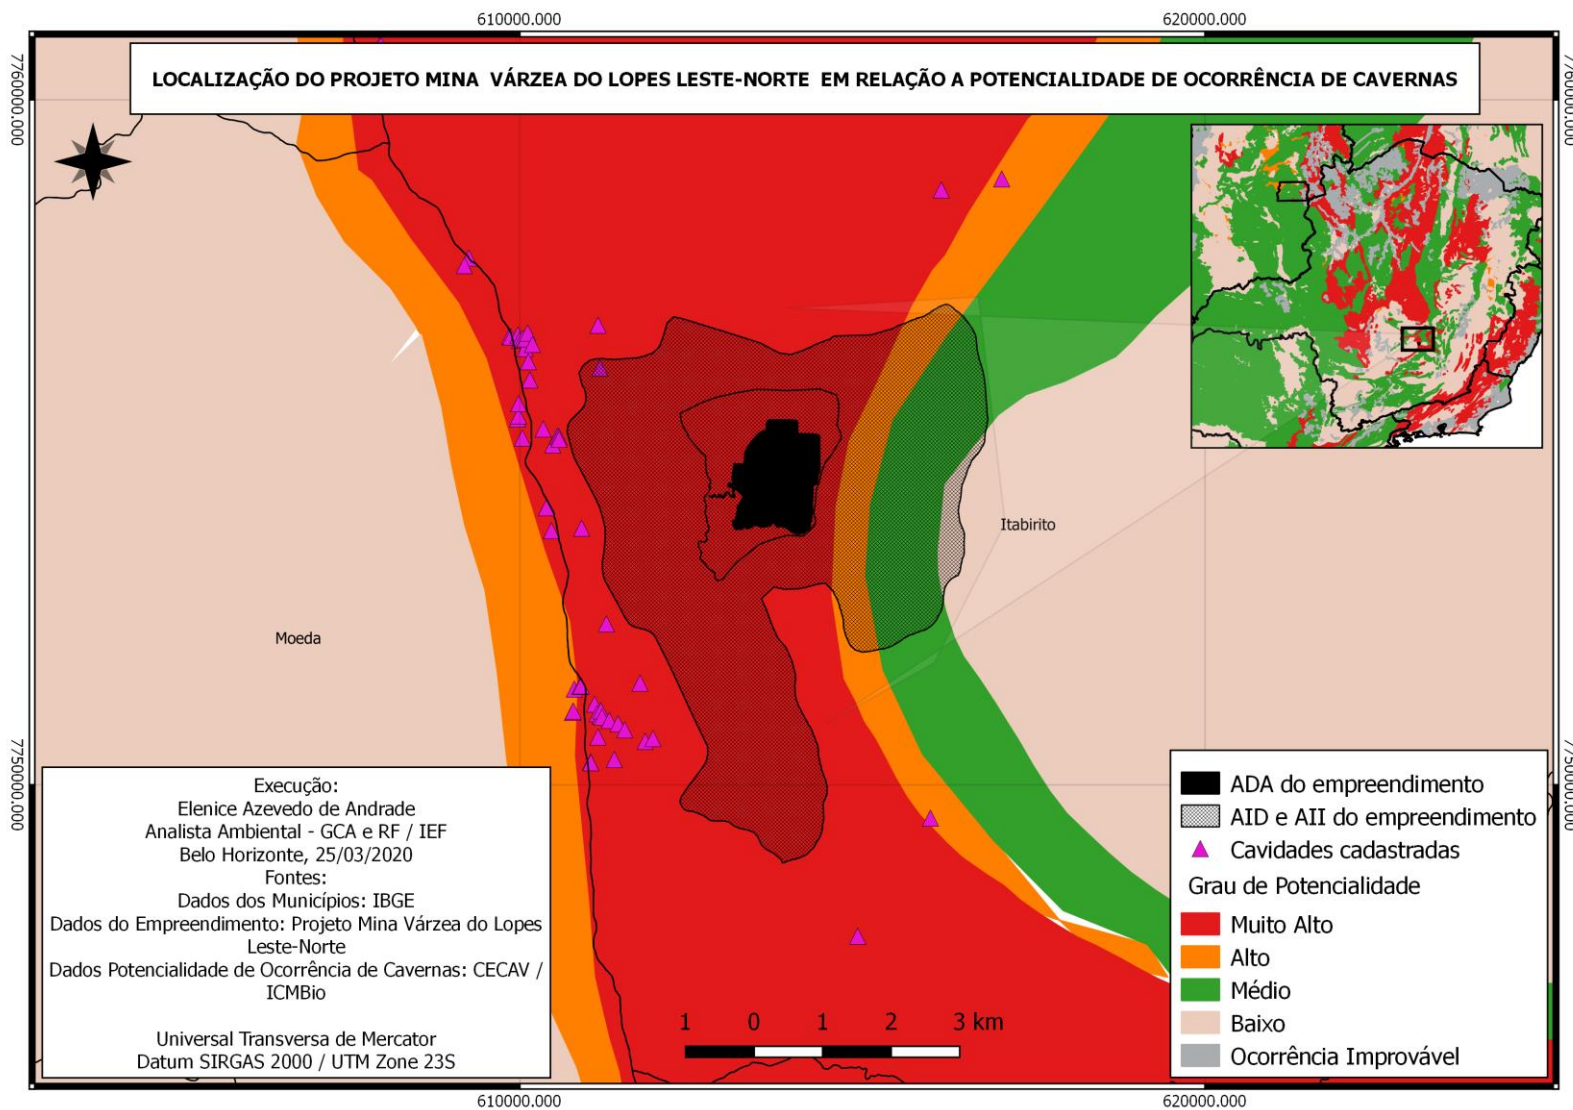 610000.000
620000.000
7760000.000
7760000.000
LOCALIZAÇÃO DO PROJETO MINA VÁRZEA DO LOPES LESTE-NORTE EM RELAÇÃO A POTENCIALIDADE DE OCORRÊNCIA DE CAVERNAS
Itabirito
Moeda
7750000.000
7750000.000
Execução:
Elenice Azevedo de Andrade
Analista Ambiental - GCA e RF / IEF
Belo Horizonte, 25/03/2020
Fontes:
Dados dos Municípios: IBGE
Dados do Empreendimento: Projeto Mina Várzea do Lopes
Leste-Norte
Dados Potencialidade de Ocorrência de Cavernas: CECAV /
ICMBio
Universal Transversa de Mercator
Datum SIRGAS 2000 / UTM Zone 23S
1 0 1 2 3 km
ADA do empreendimento
AID e AII do empreendimento
Cavidades cadastradas
Grau de Potencialidade
Muito Alto
Alto
Médio
Baixo
Ocorrência Improvável
610000.000
620000.000